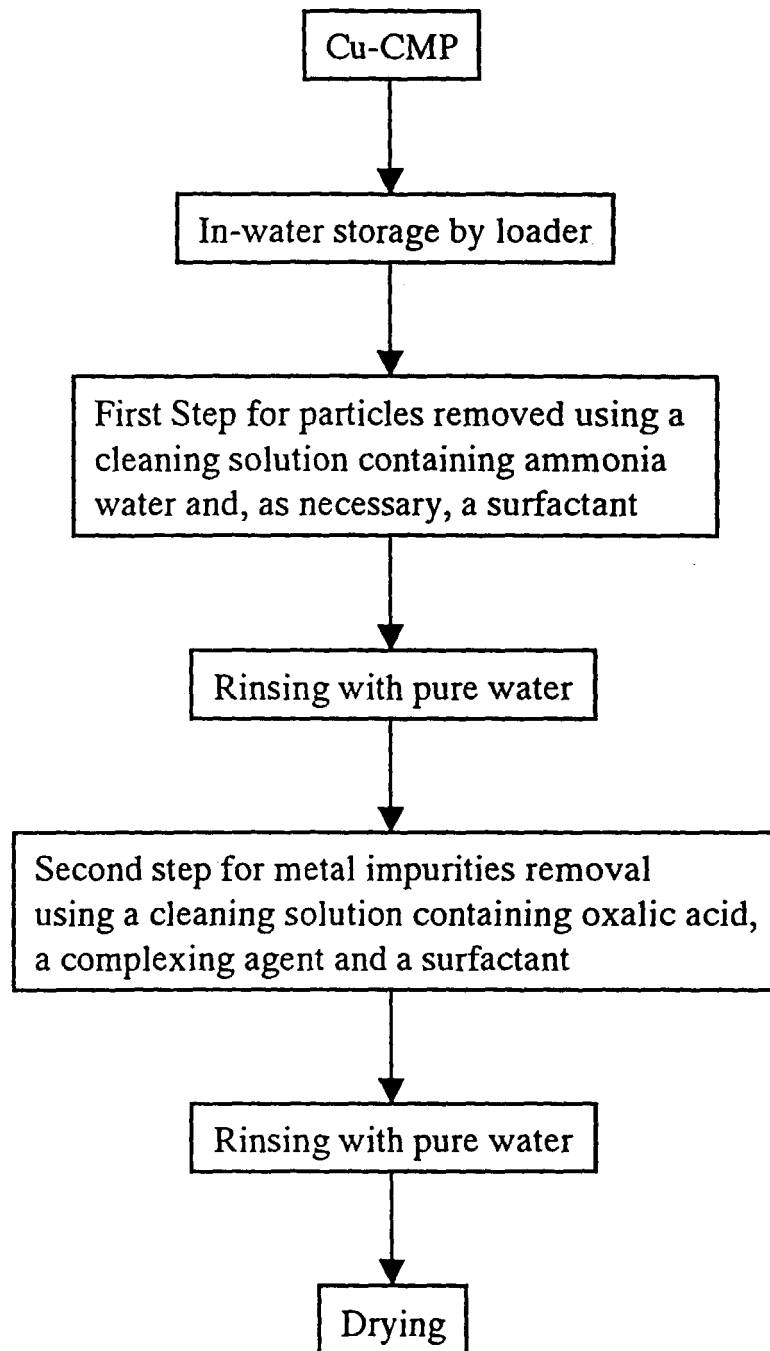 Cu-CMP
In-water storage by loader
First Step for particles removed using a
cleaning solution containing ammonia
water and, as necessary, a surfactant
Rinsing with pure water
Second step for metal impurities removal
using a cleaning solution containing oxalic acid,
a complexing agent and a surfactant
Rinsing with pure water
Drying